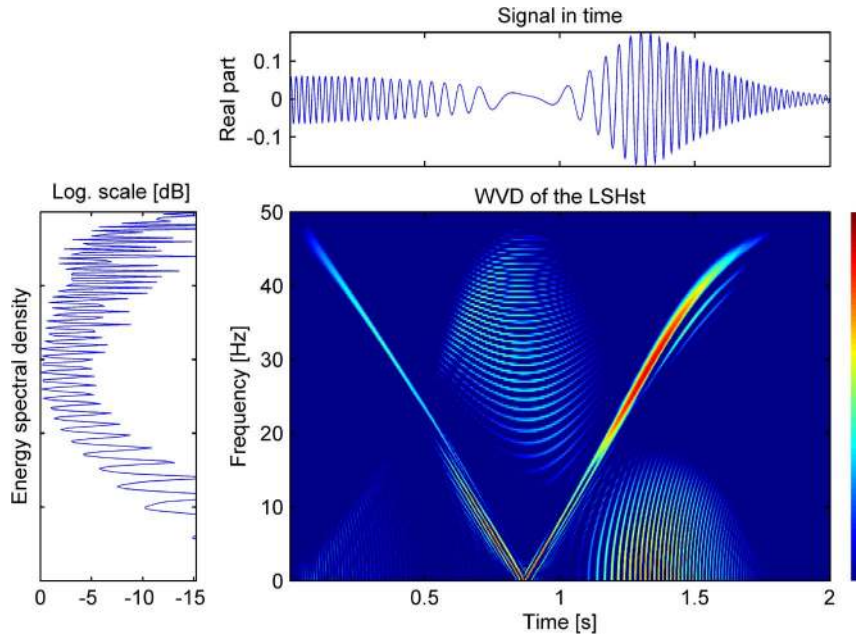 Signal in time
Real part
0.1
0
-0.1
Log. scale [dB]
Energy spectral density
0 -5 -10 -15
WVD of the LSHst
Frequency [Hz]
50
40
30
20
10
0
0.5 1 1.5 2
Time [s]